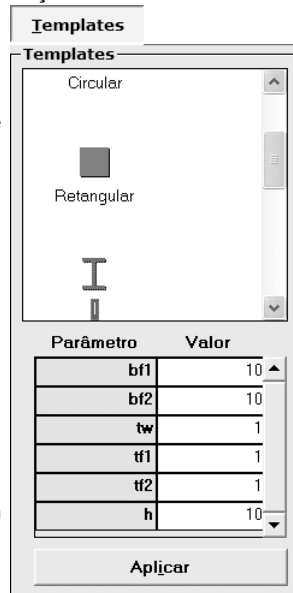 Templates
Templates
Circular
Retangular
Parâmetro Valor
bf1 10
bf2 10
tw 1
tf1 1
tf2 1
h 10
Aplicar